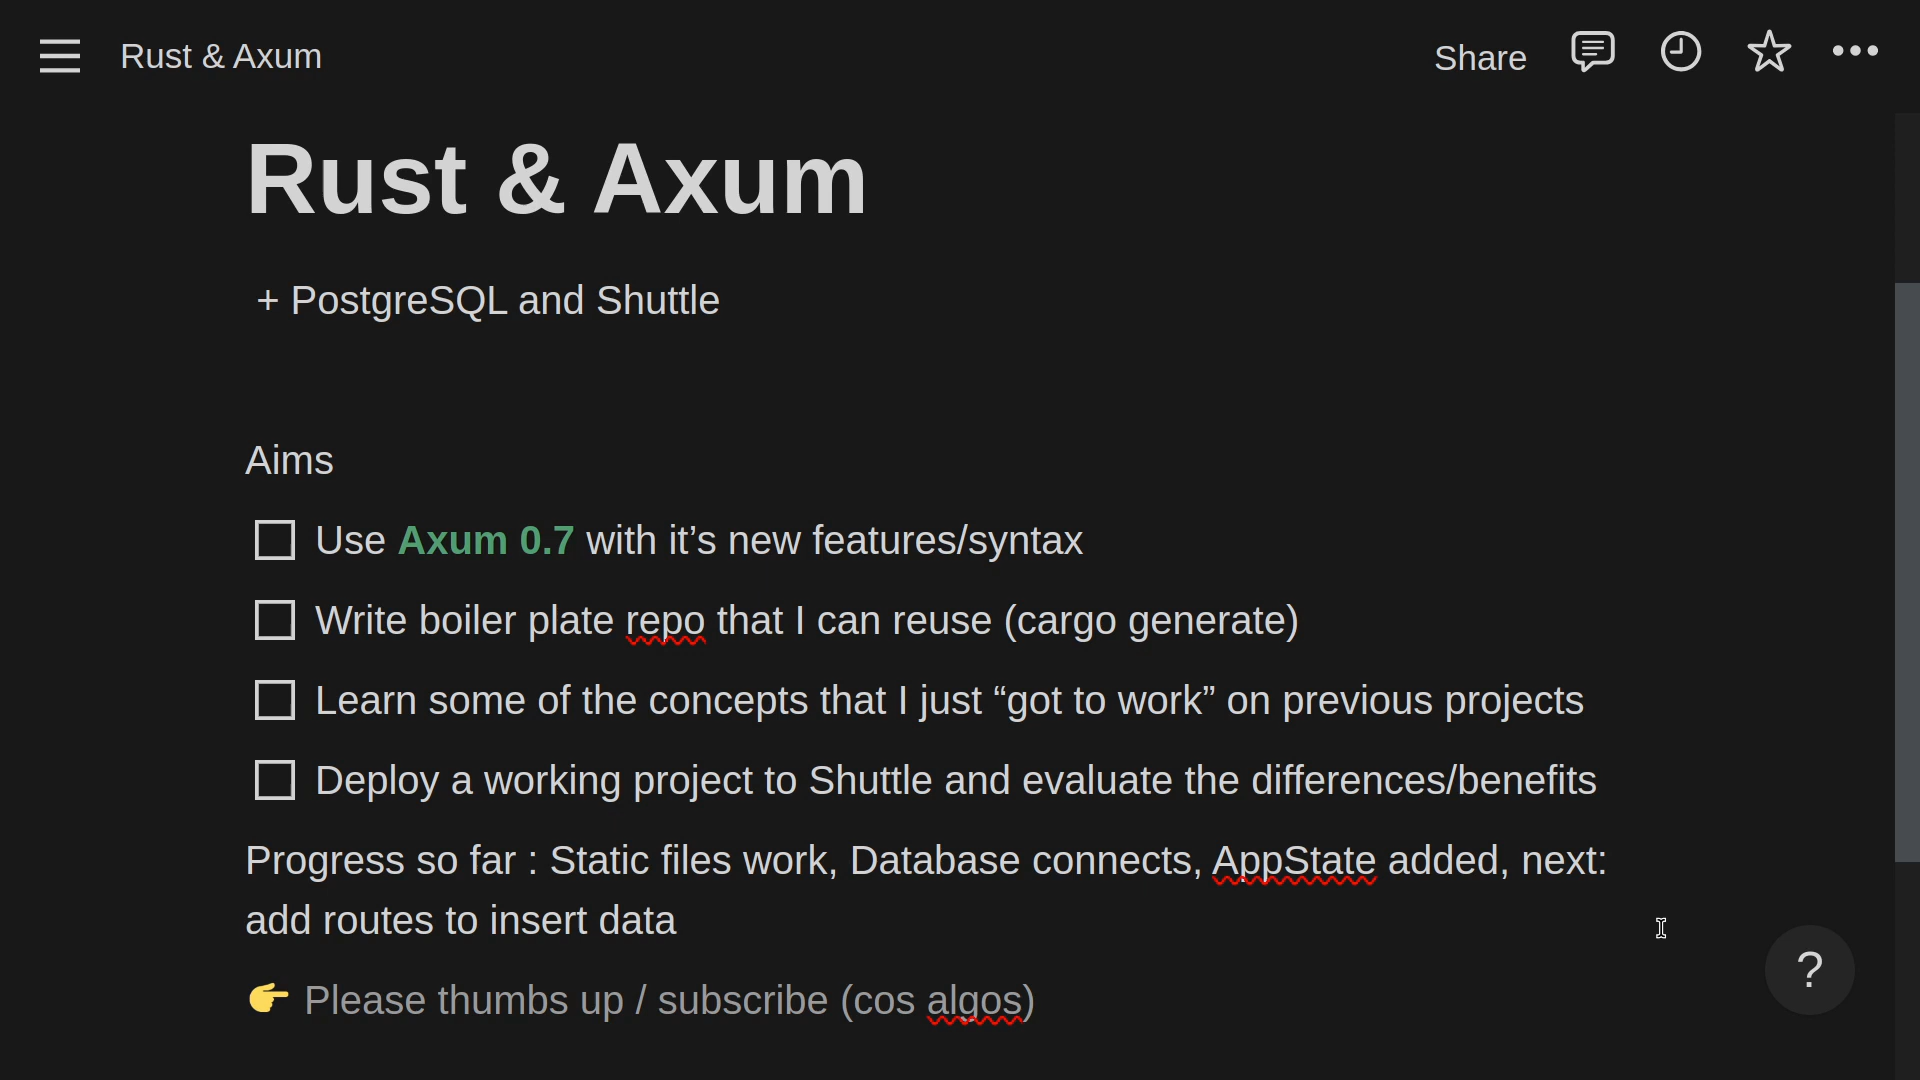 Rust & Axum
Share
Rust & Axum
+ PostgreSQL and Shuttle
Aims
Use Axum 0.7 with it’s new features/syntax
Write boiler plate repo that I can reuse (cargo generate)
Learn some of the concepts that I just “got to work” on previous projects
Deploy a working project to Shuttle and evaluate the differences/benefits
Progress so far : Static files work, Database connects, AppState added, next:
add routes to insert data
👉 Please thumbs up / subscribe (cos algos)
?